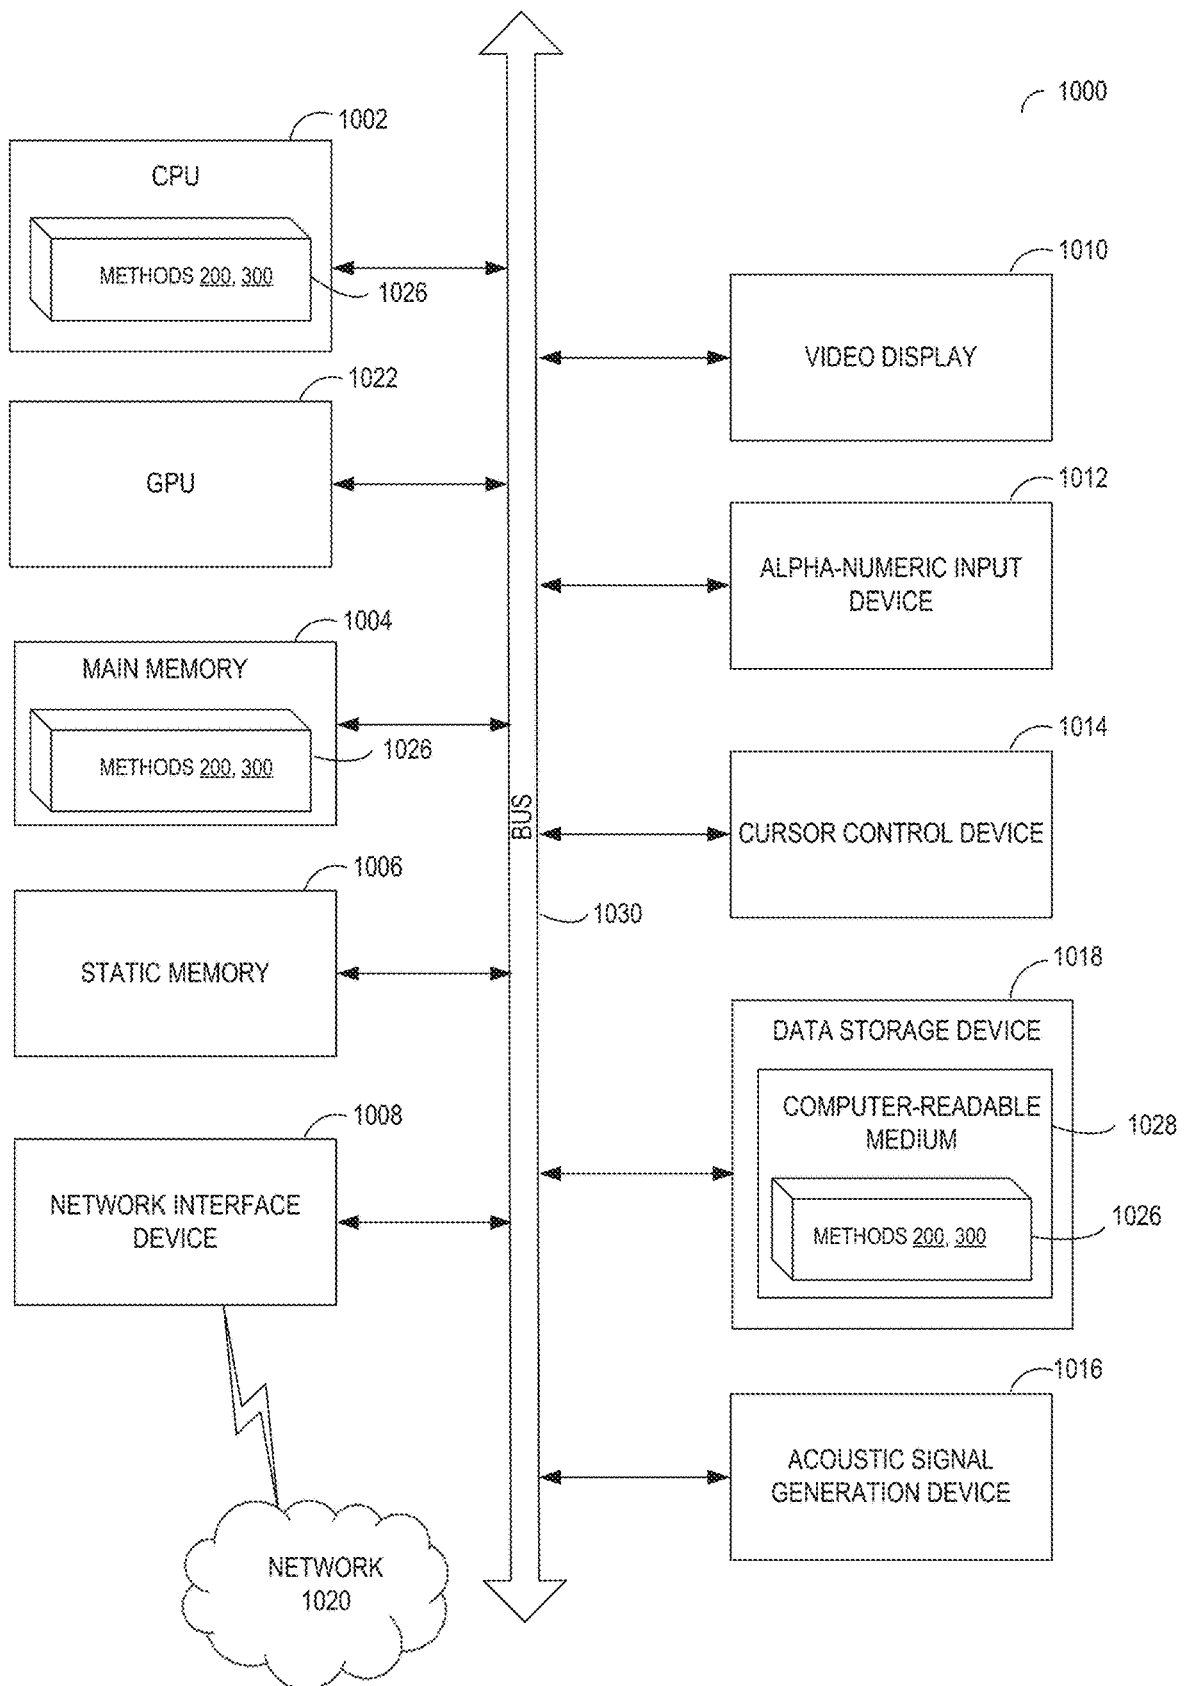 1000
1002
CPU
METHODS 200, 300
1026
1022
GPU
1004
MAIN MEMORY
METHODS 200, 300
1026
1006
STATIC MEMORY
1008
NETWORK INTERFACE
DEVICE
NETWORK
1020
BUS
1030
1010
VIDEO DISPLAY
1012
ALPHA-NUMERIC INPUT
DEVICE
1014
CURSOR CONTROL DEVICE
1018
DATA STORAGE DEVICE
COMPUTER-READABLE
MEDIUM
1028
METHODS 200, 300
1026
1016
ACOUSTIC SIGNAL
GENERATION DEVICE